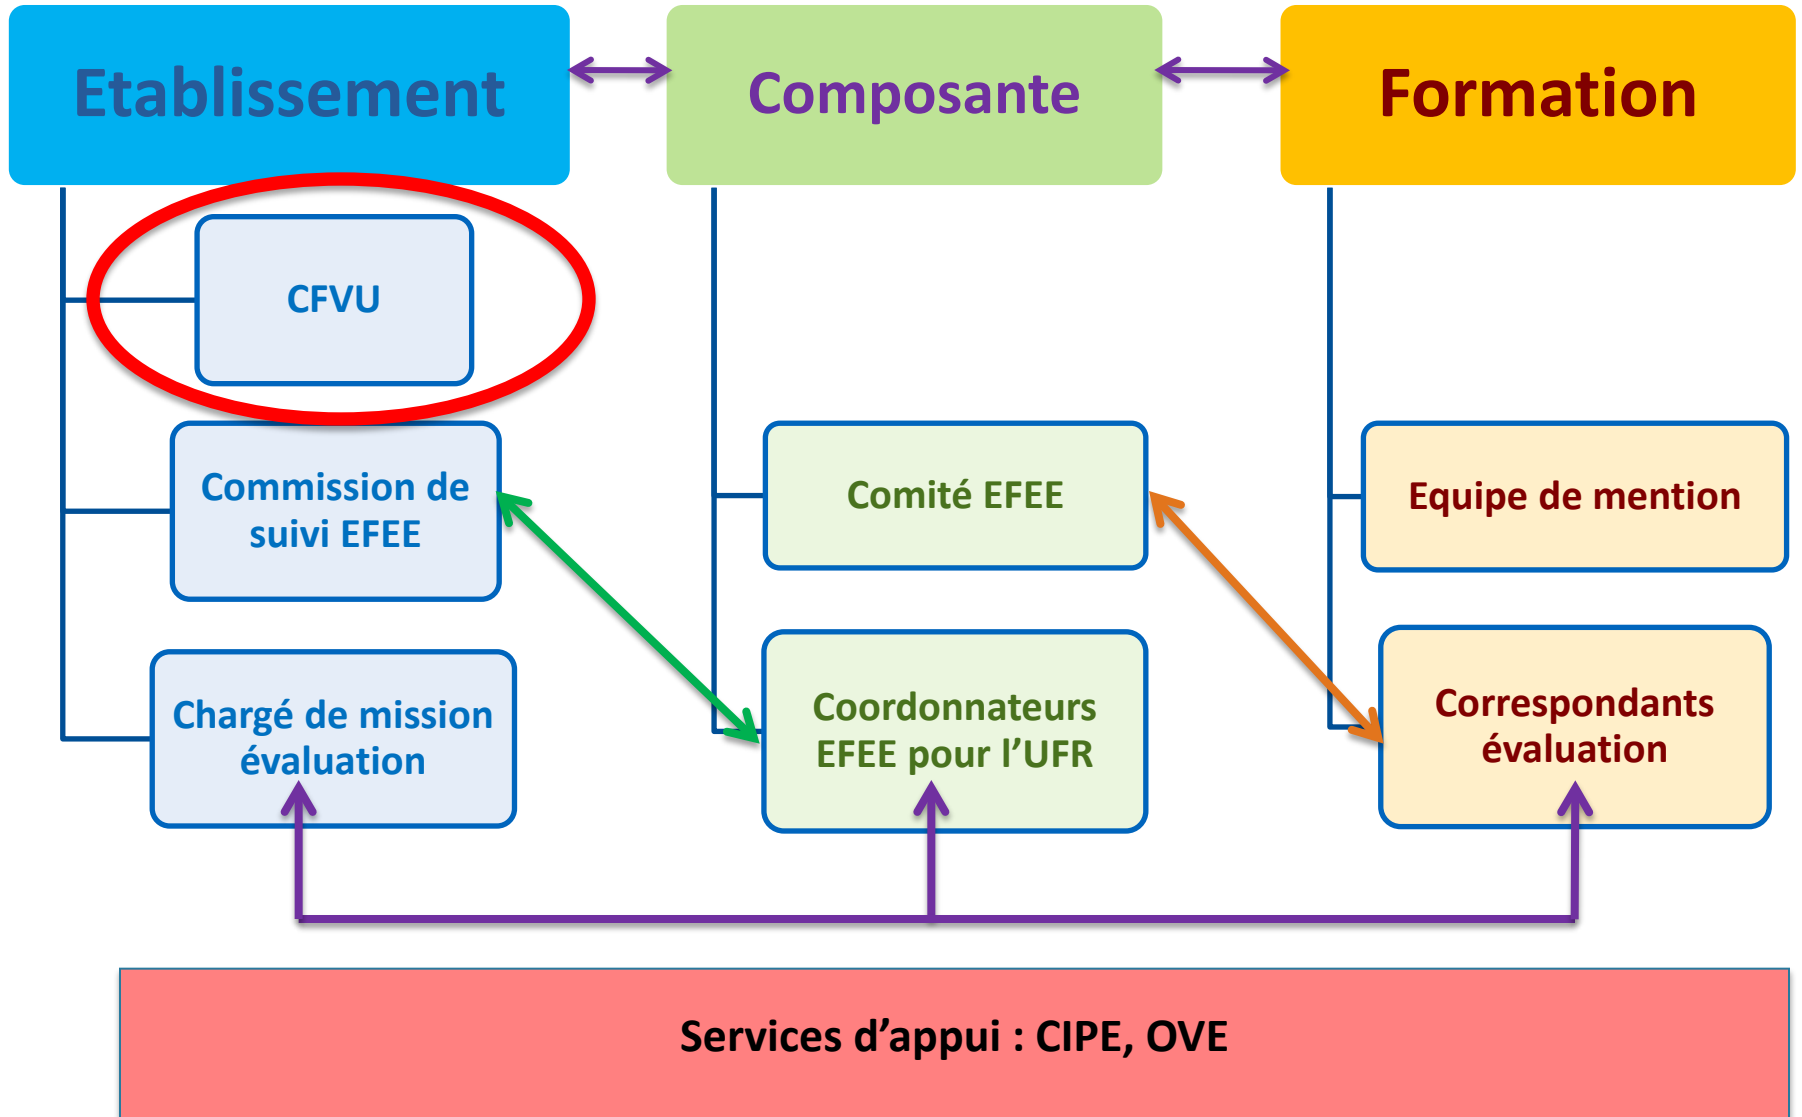 Etablissement
Composante
Formation
CFVU
Commission de
suivi EFEE
Comité EFEE
Equipe de mention
Chargé de mission
évaluation
Coordonnateurs
EFEE pour l’UFR
Correspondants
évaluation
Services d’appui : CIPE, OVE